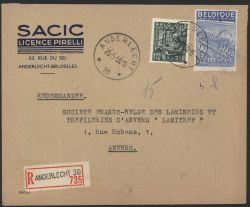 SACIC
LICENCE PIRELLI
33, RUE DU SEL
ANDERLECHT-BRUXELLES
ANDERLECHT
BELGIQUE
RECOMMANDEE.
SOCIETE FRANCO-BELGE DES LAMINOIRS ET
TREFILERIES D'ANVERS "LAMITREF"
1, Rue Rubens, 1,
ANVERS.
R ANDERLECHT 30
735